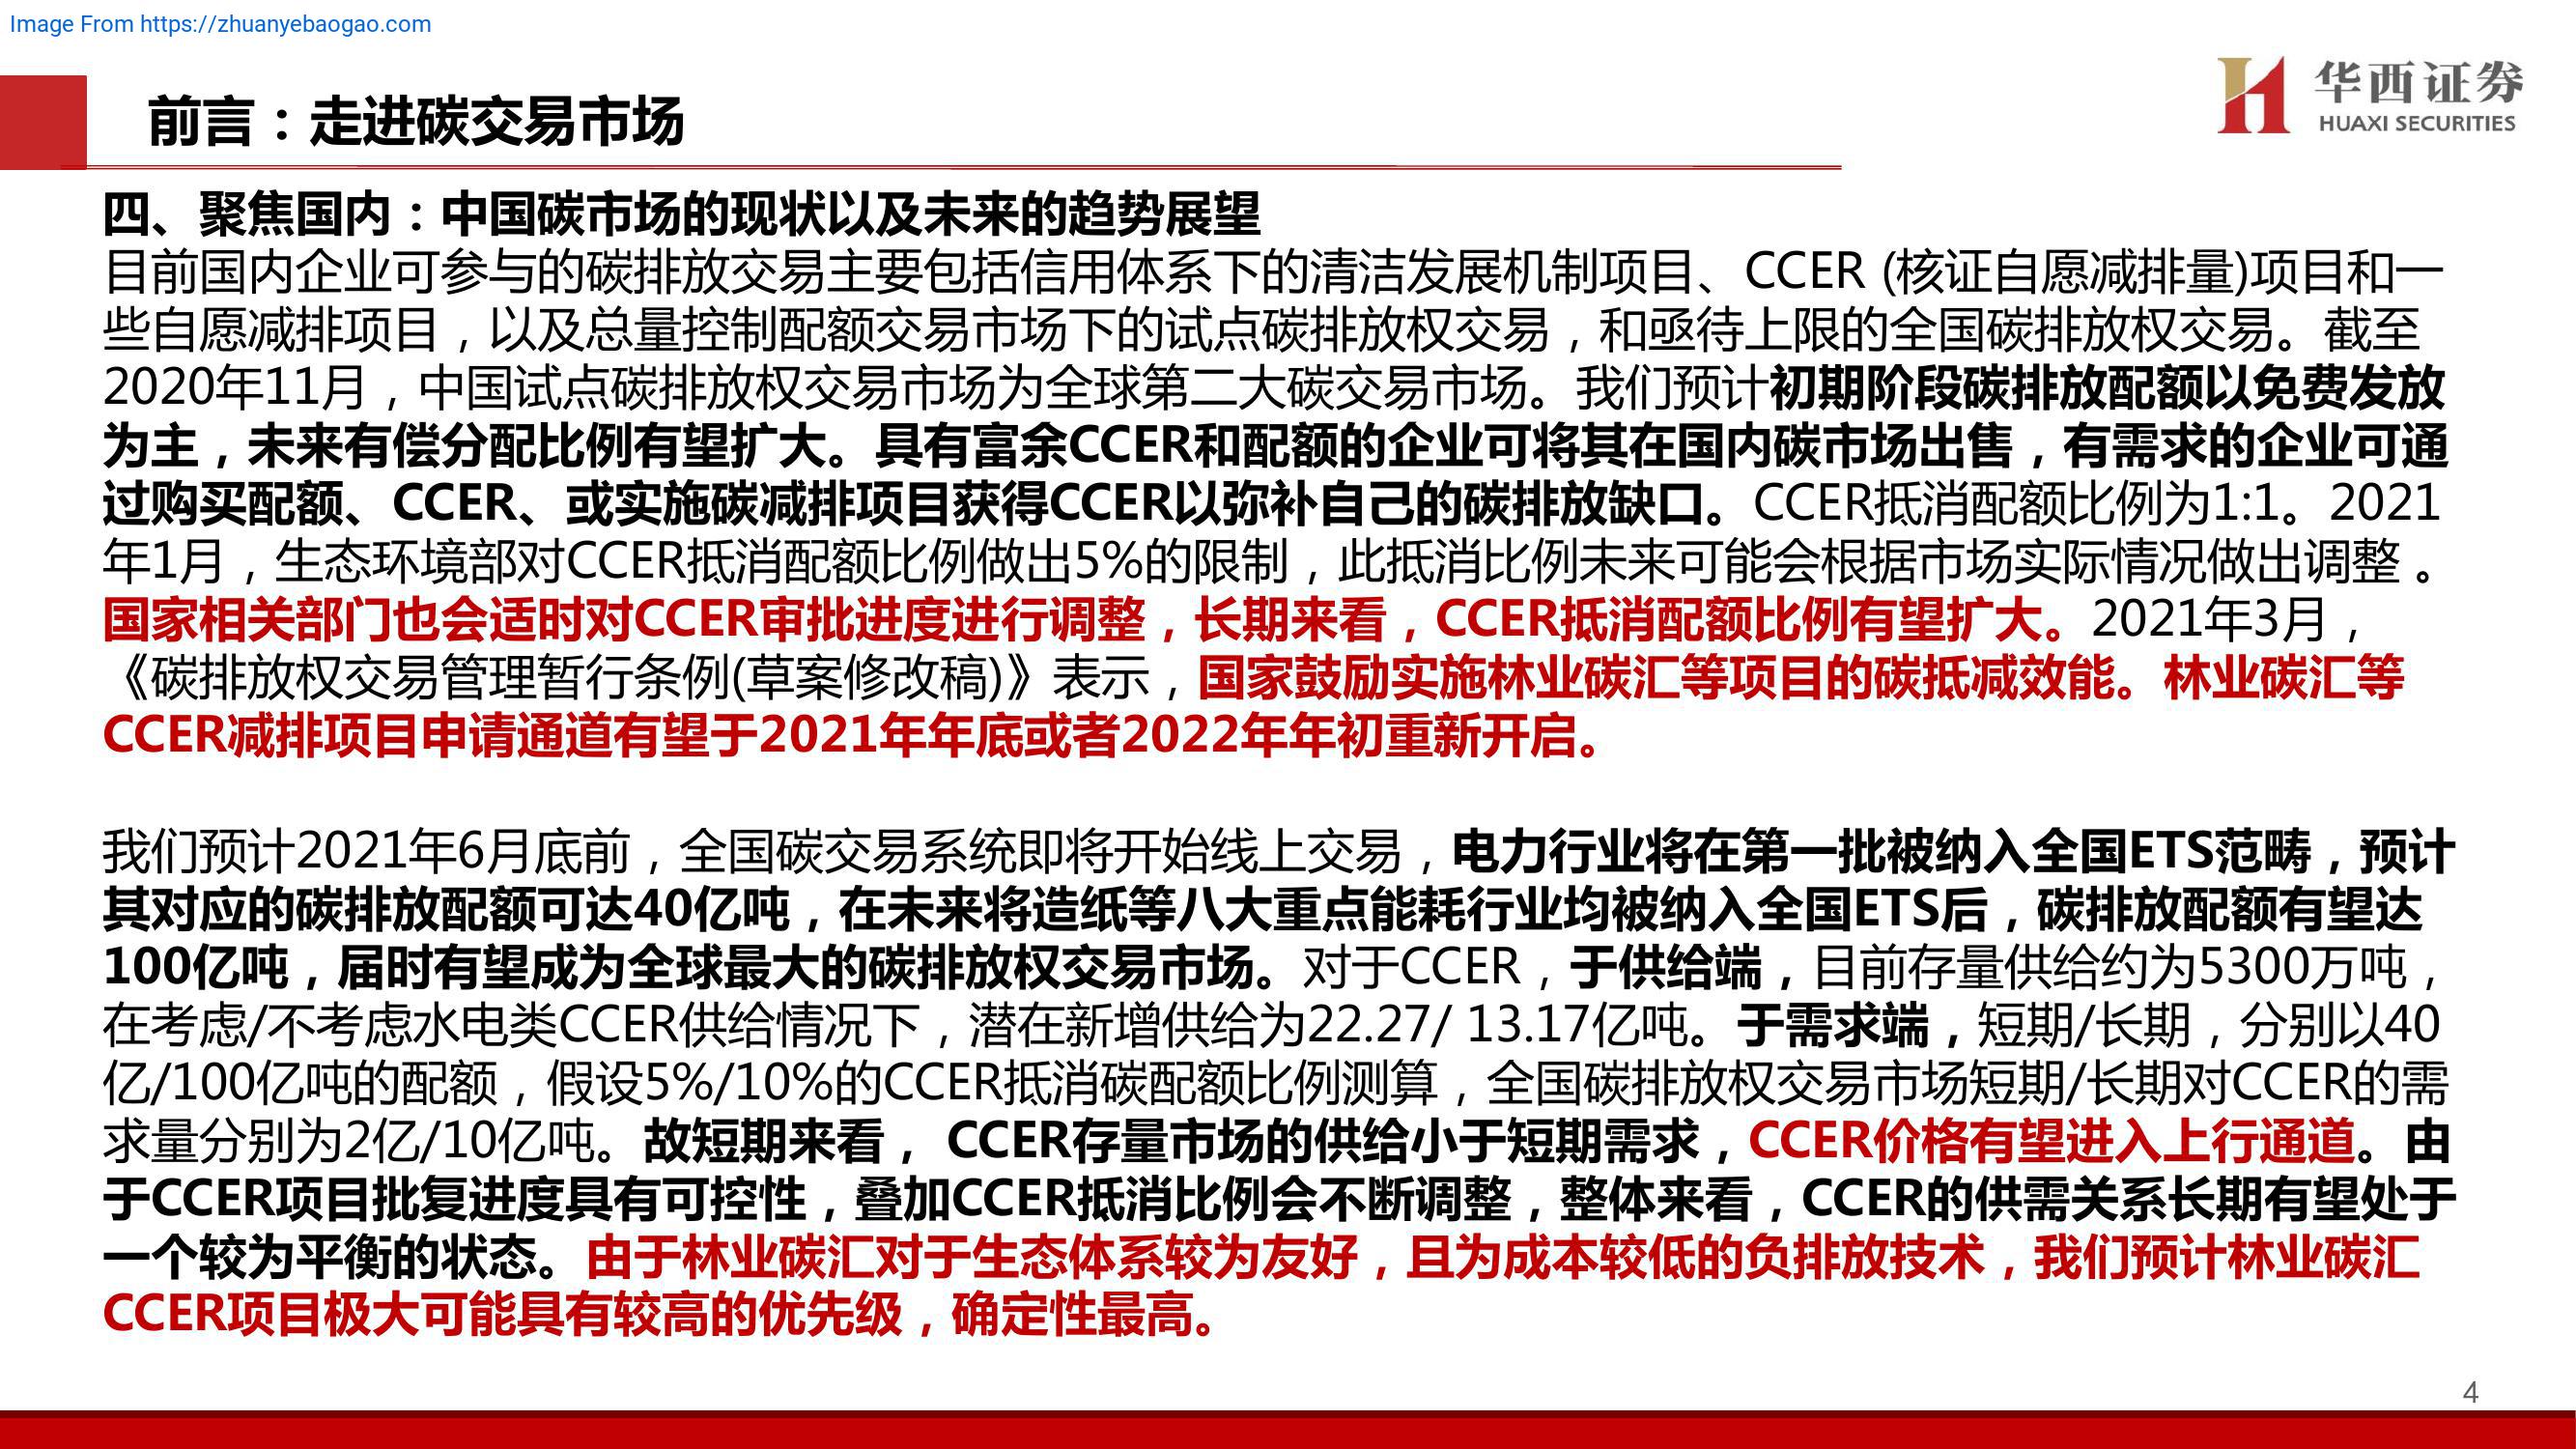 Image From https://zhuanyebaogao.com
华西证券
HUAXI SECURITIES
前言：走进碳交易市场
四、聚焦国内：中国碳市场的现状以及未来的趋势展望
目前国内企业可参与的碳排放交易主要包括信用体系下的清洁发展机制项目、CCER (核证自愿减排量)项目和一
些自愿减排项目，以及总量控制配额交易市场下的试点碳排放权交易，和亟待上限的全国碳排放权交易。截至
2020年11月，中国试点碳排放权交易市场为全球第二大碳交易市场。我们预计初期阶段碳排放配额以免费发放
为主，未来有偿分配比例有望扩大。具有富余CCER和配额的企业可将其在国内碳市场出售，有需求的企业可通
过购买配额、CCER、或实施碳减排项目获得CCER以弥补自己的碳排放缺口。CCER抵消配额比例为1:1。2021
年1月，生态环境部对CCER抵消配额比例做出5%的限制，此抵消比例未来可能会根据市场实际情况做出调整 。
国家相关部门也会适时对CCER审批进度进行调整，长期来看，CCER抵消配额比例有望扩大。2021年3月，
《碳排放权交易管理暂行条例(草案修改稿)》表示，国家鼓励实施林业碳汇等项目的碳抵减效能。林业碳汇等
CCER减排项目申请通道有望于2021年年底或者2022年年初重新开启。
我们预计2021年6月底前，全国碳交易系统即将开始线上交易，电力行业将在第一批被纳入全国ETS范畴，预计
其对应的碳排放配额可达40亿吨，在未来将造纸等八大重点能耗行业均被纳入全国ETS后，碳排放配额有望达
100亿吨，届时有望成为全球最大的碳排放权交易市场。对于CCER，于供给端，目前存量供给约为5300万吨，
在考虑/不考虑水电类CCER供给情况下，潜在新增供给为22.27/ 13.17亿吨。于需求端，短期/长期，分别以40
亿/100亿吨的配额，假设5%/10%的CCER抵消碳配额比例测算，全国碳排放权交易市场短期/长期对CCER的需
求量分别为2亿/10亿吨。故短期来看， CCER存量市场的供给小于短期需求，CCER价格有望进入上行通道。由
于CCER项目批复进度具有可控性，叠加CCER抵消比例会不断调整，整体来看，CCER的供需关系长期有望处于
一个较为平衡的状态。由于林业碳汇对于生态体系较为友好，且为成本较低的负排放技术，我们预计林业碳汇
CCER项目极大可能具有较高的优先级，确定性最高。
4